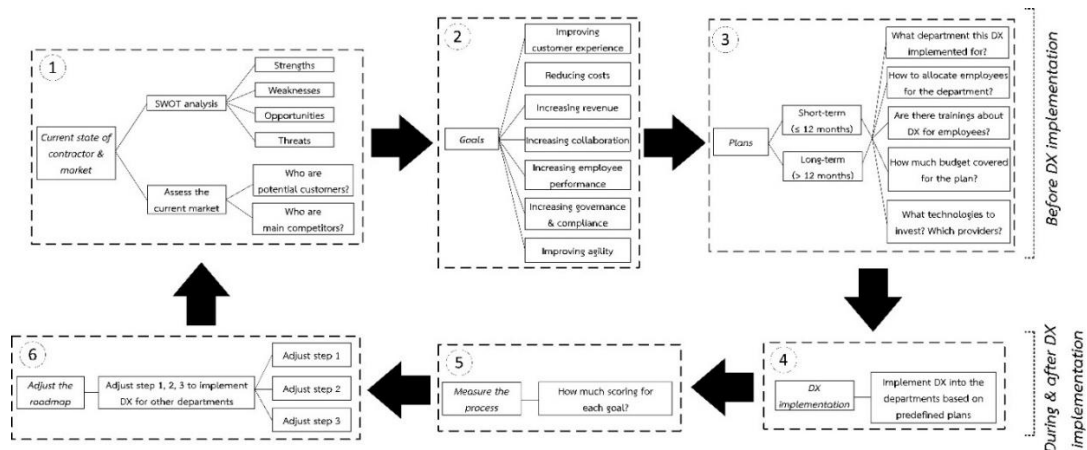 1
Current state of
contractor &
market
SWOT analysis
Strengths
Weaknesses
Opportunities
Threats
Assess the
current market
Who are
potential customers?
Who are
main competitors?
2
Goals
Improving
customer experience
Reducing costs
Increasing revenue
Increasing collaboration
Increasing employee
performance
Increasing governance
& compliance
Improving agility
3
Plans
Short-term
(≤ 12 months)
Long-term
(> 12 months)
What department this DX
implemented for?
How to allocate employees
for the department?
Are there trainings about
DX for employees?
How much budget covered
for the plan?
What technologies to
invest? Which providers?
Before DX implementation
4
DX
implementation
Implement DX into the
departments based on
predefined plans
5
Measure the
process
How much scoring for
each goal?
6
Adjust the
roadmap
Adjust step 1, 2, 3 to implement
DX for other departments
Adjust step 1
Adjust step 2
Adjust step 3
During & after DX
implementation